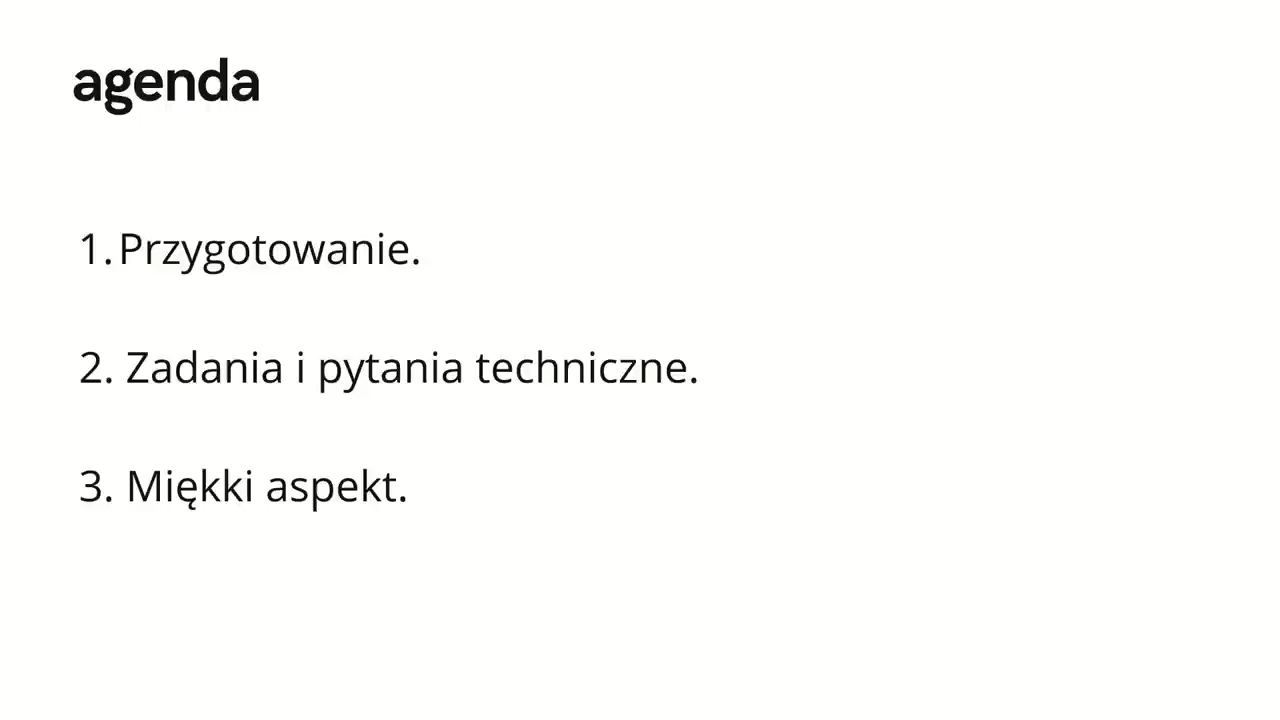 agenda
1. Przygotowanie.
2. Zadania i pytania techniczne.
3. Miękki aspekt.